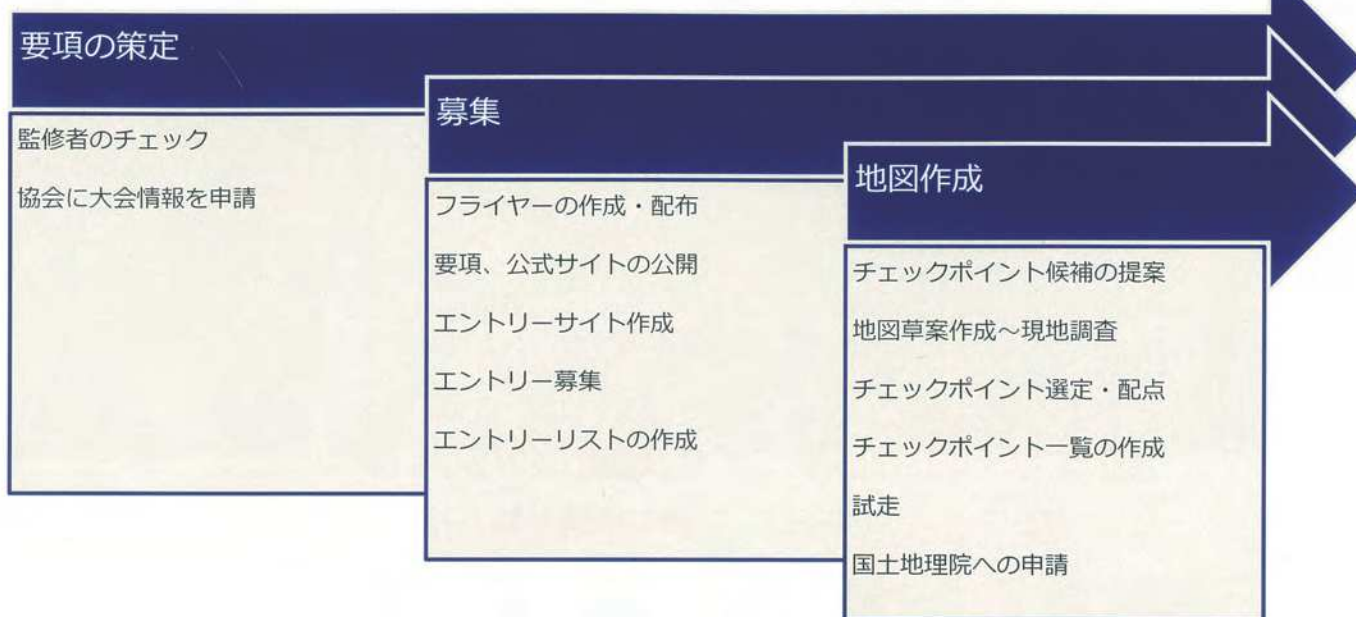 要項の策定
監修者のチェック
協会に大会情報を申請
募集
フライヤーの作成・配布
要項、公式サイトの公開
エントリーサイト作成
エントリー募集
エントリーリストの作成
地図作成
チェックポイント候補の提案
地図草案作成～現地調査
チェックポイント選定・配点
チェックポイント一覧の作成
試走
国土地理院への申請